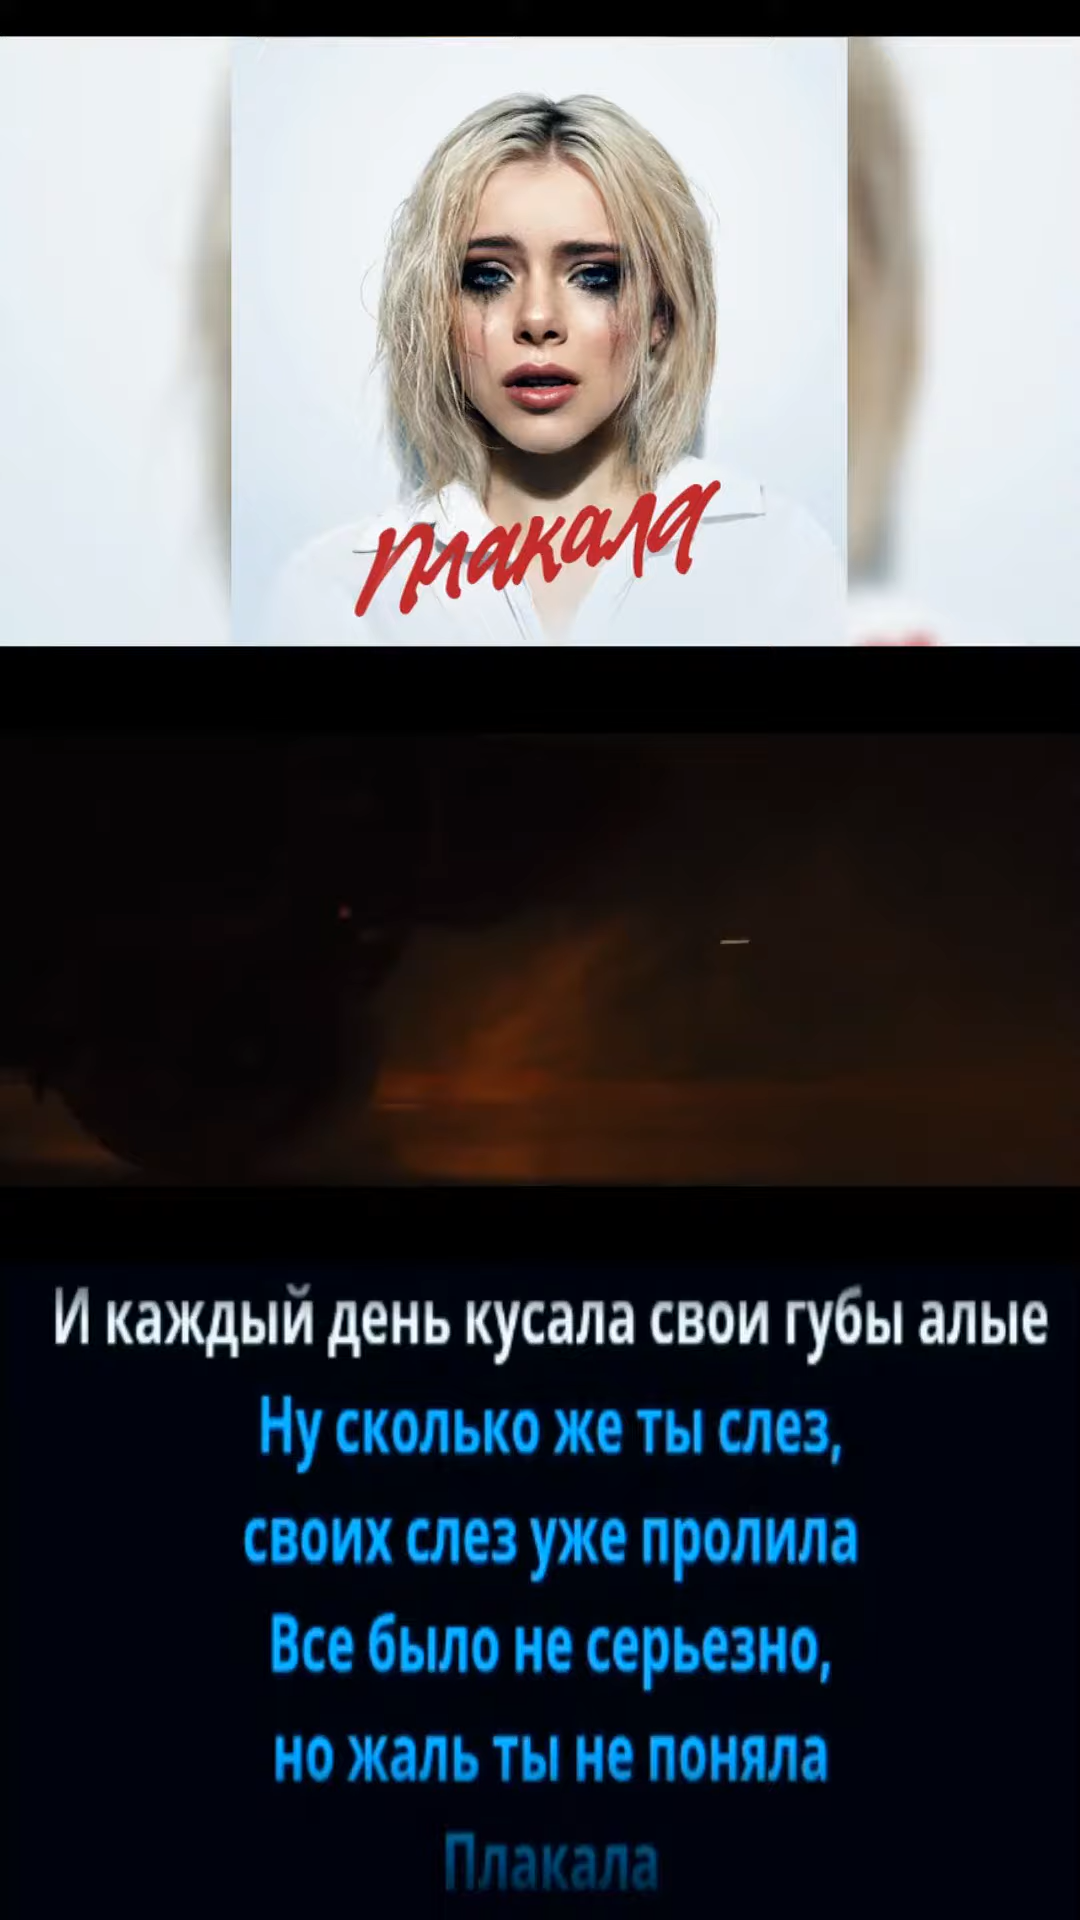 Плакала
И каждый день кусала свои губы алые
Ну сколько же ты слез,
своих слез уже пролила
Все было не серьезно,
но жаль ты не поняла
Плакала